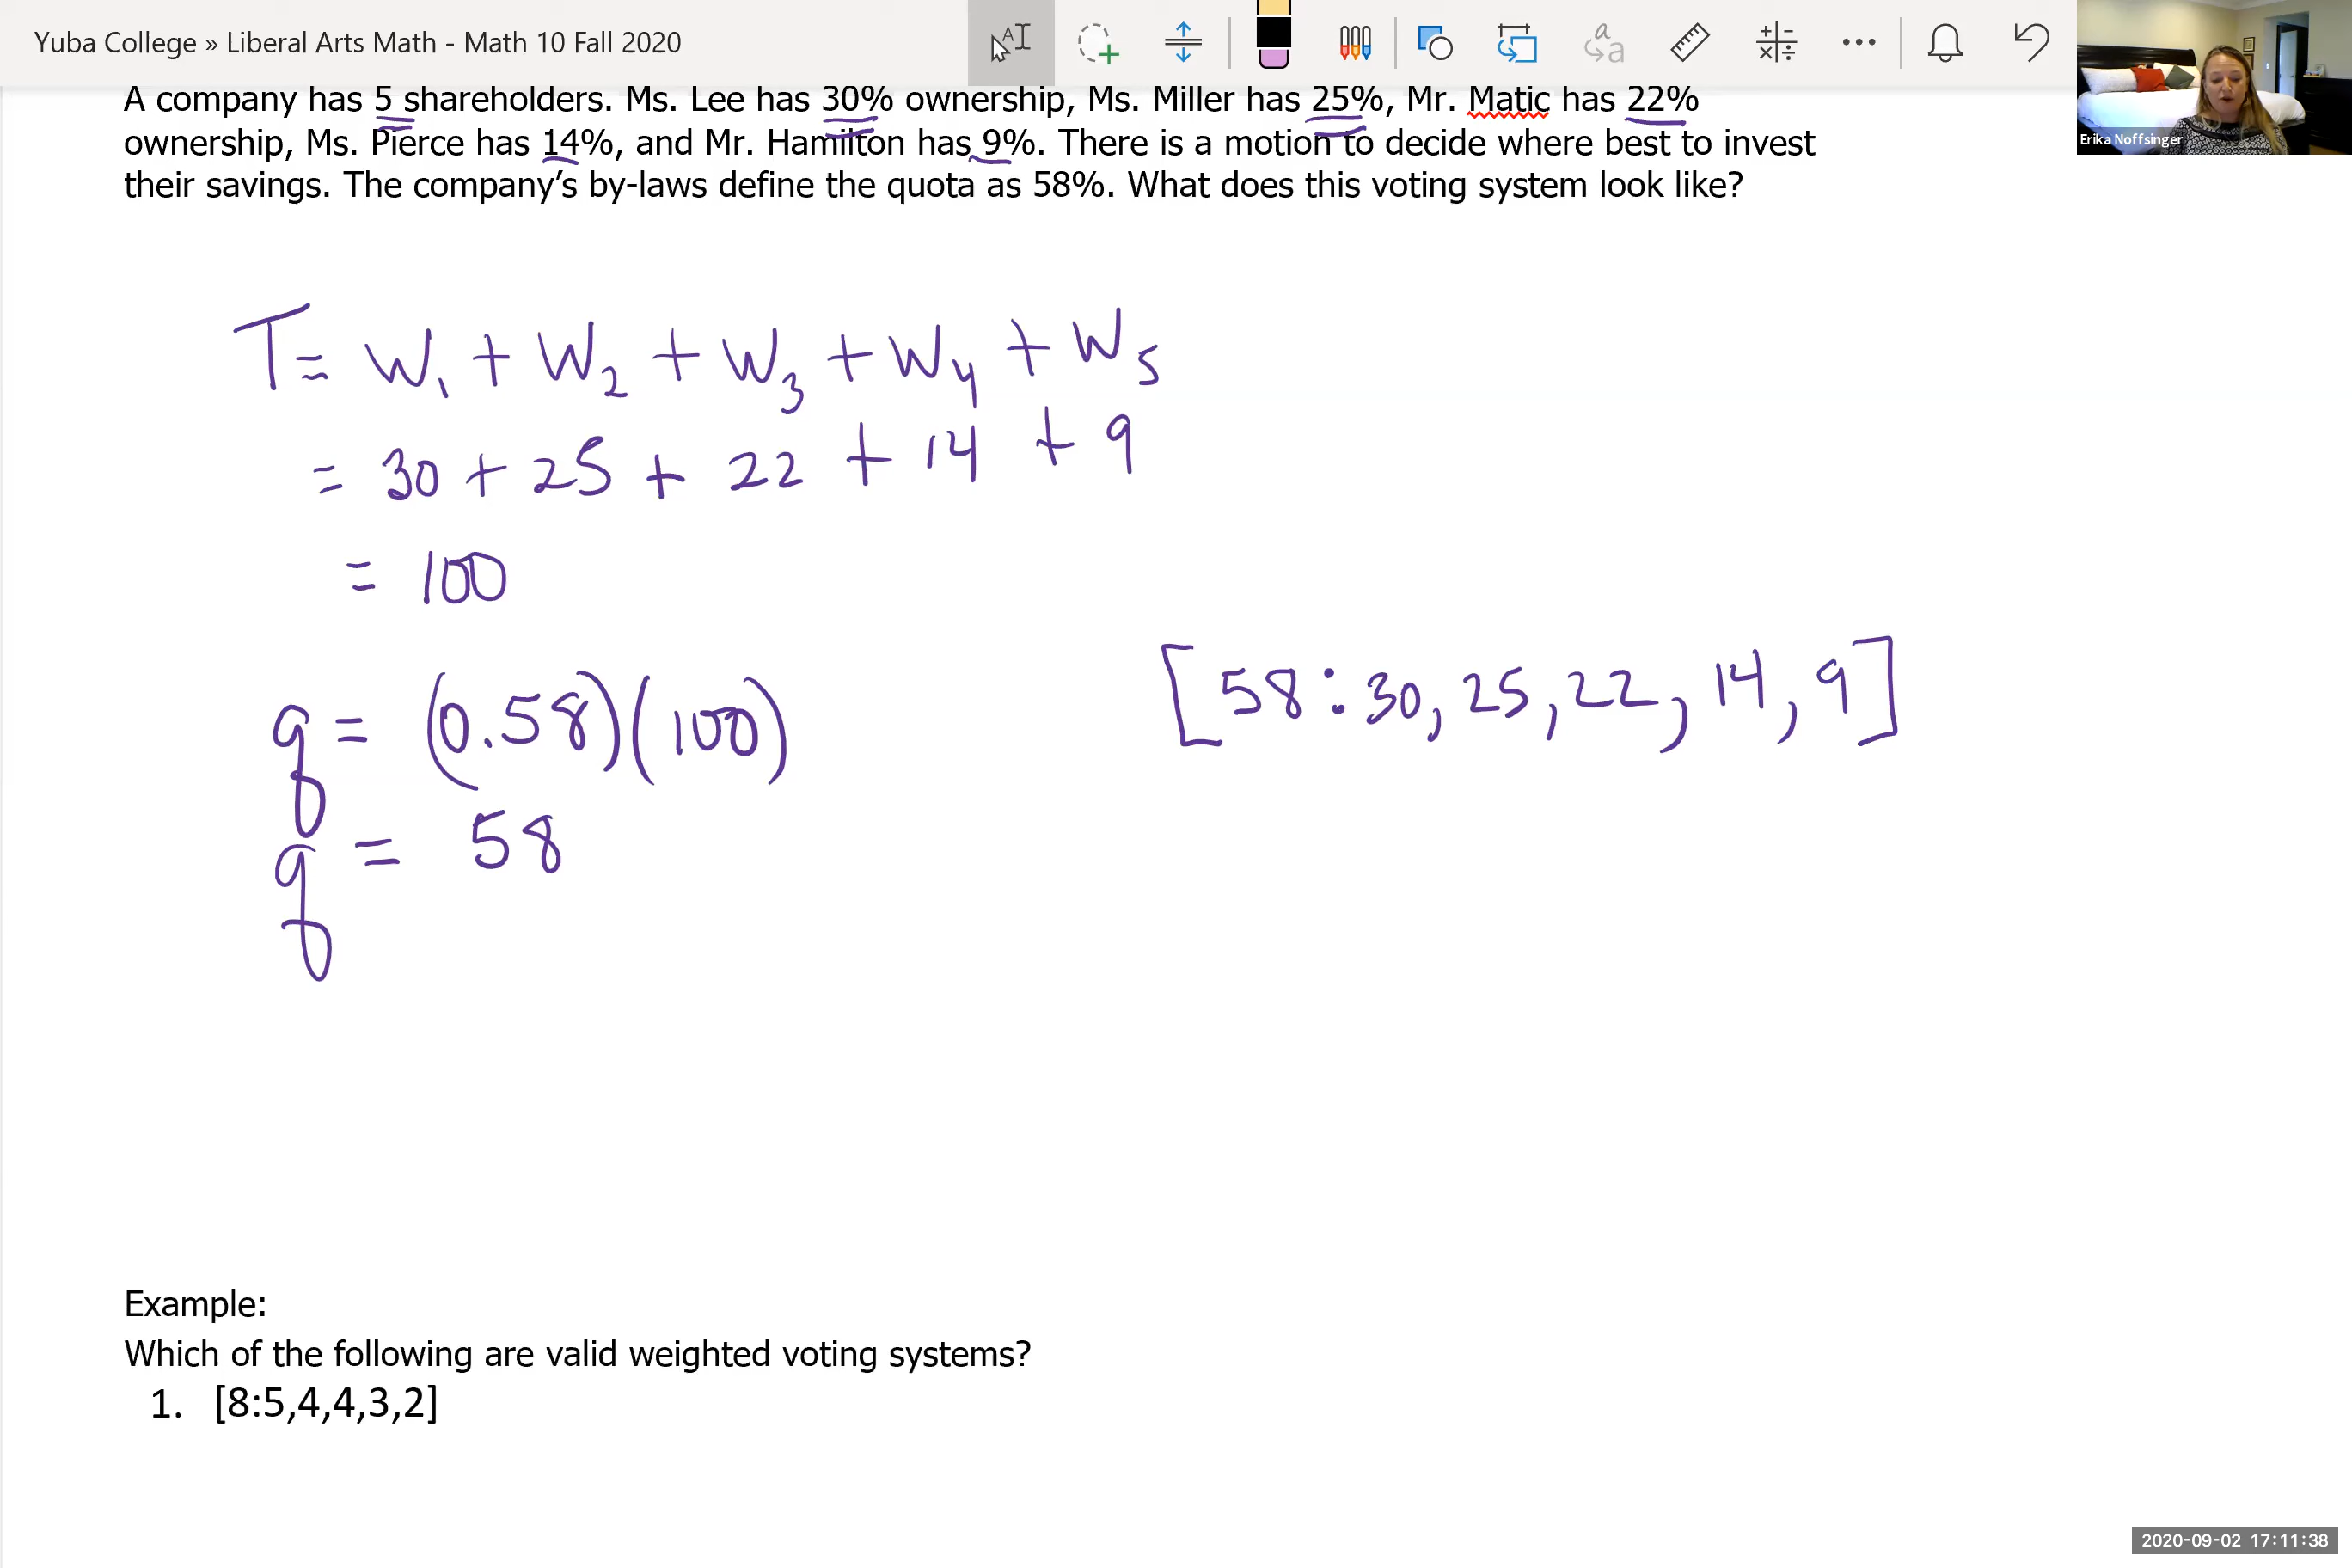 Yuba College » Liberal Arts Math - Math 10 Fall 2020
Erika Noffsinger
A company has 5 shareholders. Ms. Lee has 30% ownership, Ms. Miller has 25%, Mr. Matic has 22%
ownership, Ms. Pierce has 14%, and Mr. Hamilton has 9%. There is a motion to decide where best to invest
their savings. The company’s by-laws define the quota as 58%. What does this voting system look like?
T = W₁ + W₂ + W₃ + W₄ + W₅
= 30 + 25 + 22 + 14 + 9
= 100
q = (0.58)(100)
[58: 30, 25, 22, 14, 9]
q = 58
Example:
Which of the following are valid weighted voting systems?
1. [8:5,4,4,3,2]
2020-09-02 17:11:38